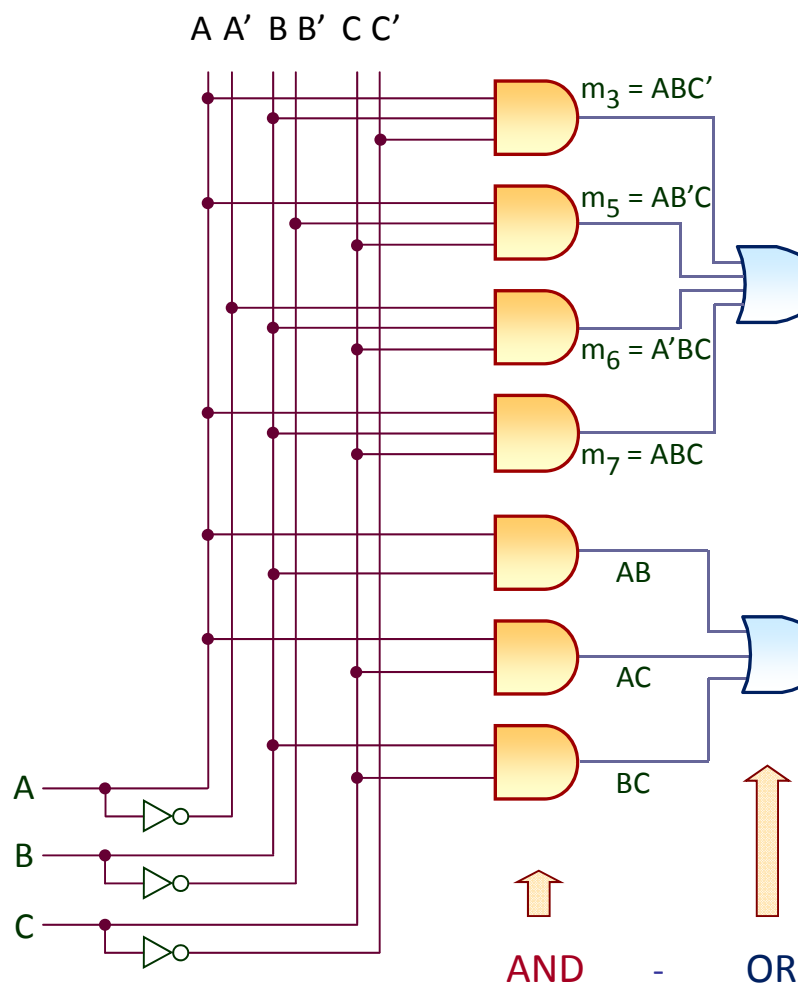 A A’ B B’ C C’
m3 = ABC’
m5 = AB’C
m6 = A’BC
m7 = ABC
AB
AC
BC
A
B
C
AND - OR